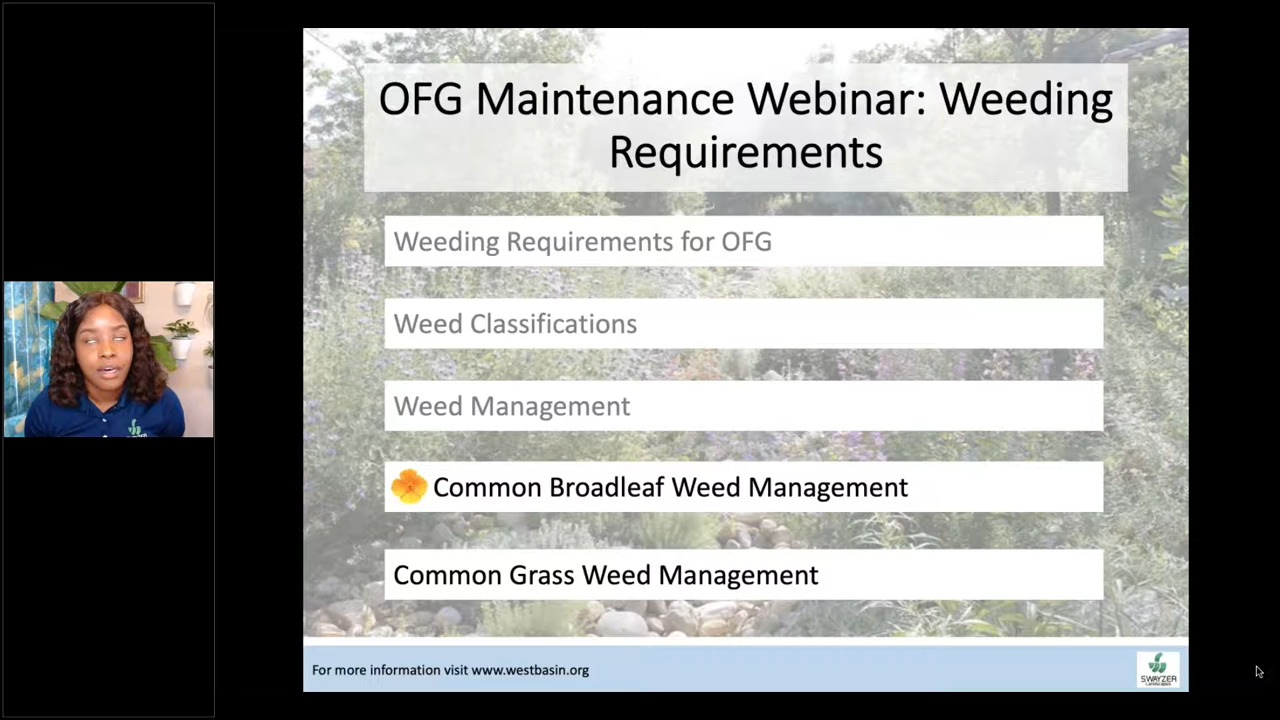 OFG Maintenance Webinar: Weeding
Requirements
Weeding Requirements for OFG
Weed Classifications
Weed Management
Common Broadleaf Weed Management
Common Grass Weed Management
For more information visit www.westbasin.org
SWAYZER